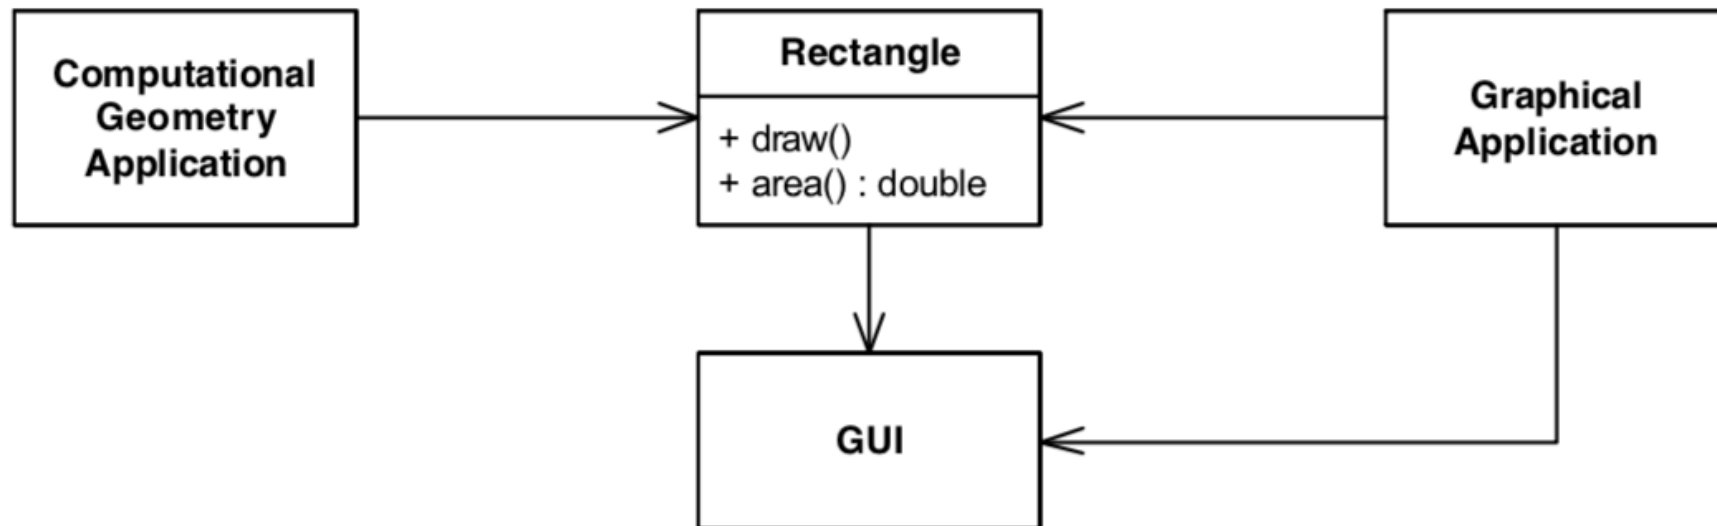 Computational
Geometry
Application
Rectangle
+ draw()
+ area() : double
Graphical
Application
GUI